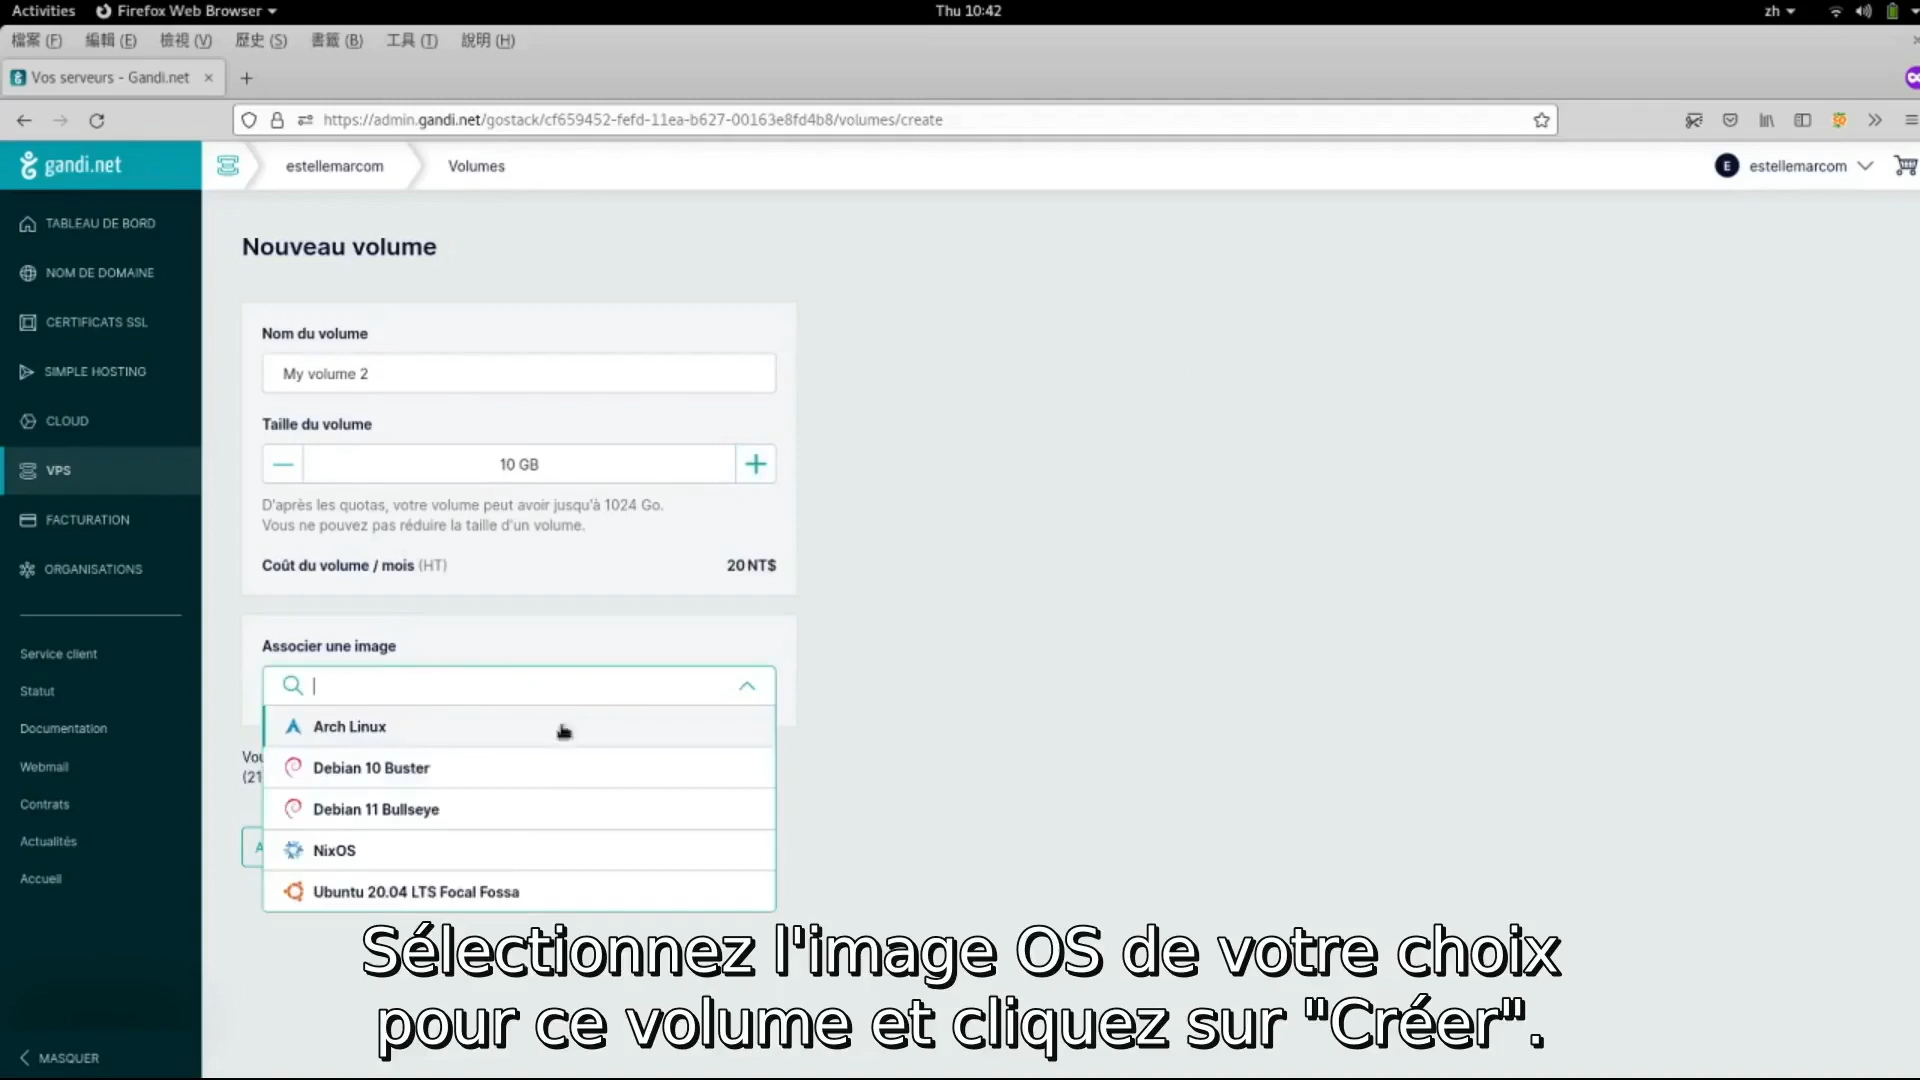 Activities
Firefox Web Browser
Thu 10:42
zh
檔案 (F) 編輯 (E) 檢視 (V) 歷史 (S) 書籤 (B) 工具 (T) 說明 (H)
Vos serveurs - Gandi.net
https://admin.gandi.net/gostack/cf659452-fefd-11ea-b627-00163e8fd4b8/volumes/create
gandi.net
estellemarcom
Volumes
E
estellemarcom
TABLEAU DE BORD
NOM DE DOMAINE
CERTIFICATS SSL
SIMPLE HOSTING
CLOUD
VPS
FACTURATION
ORGANISATIONS
Service client
Statut
Documentation
Webmail
Contrats
Actualités
Accueil
MASQUER
Nouveau volume
Nom du volume
My volume 2
Taille du volume
10 GB
D'après les quotas, votre volume peut avoir jusqu'à 1024 Go.
Vous ne pouvez pas réduire la taille d'un volume.
Coût du volume / mois (HT) 20 NT$
Associer une image
Arch Linux
Debian 10 Buster
Debian 11 Bullseye
NixOS
Ubuntu 20.04 LTS Focal Fossa
Sélectionnez l'image OS de votre choix
pour ce volume et cliquez sur "Créer".